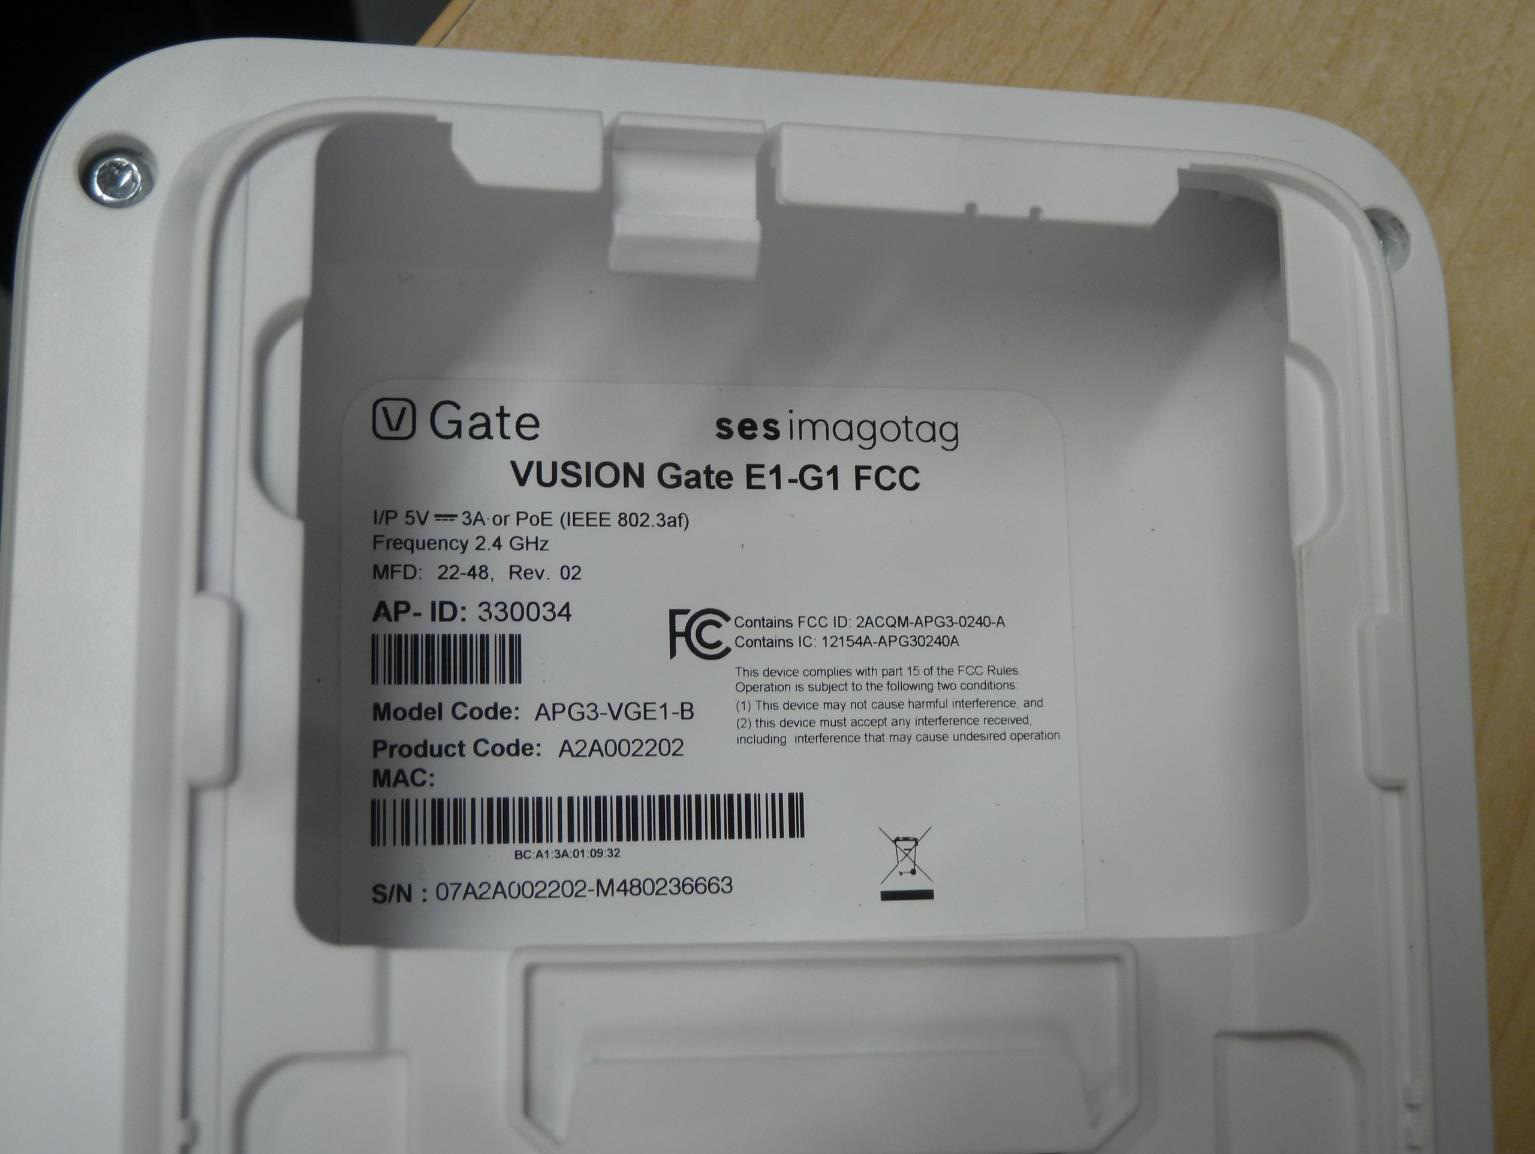 V Gate
ses imagotag
VUSION Gate E1-G1 FCC
I/P 5V 3A or PoE (IEEE 802.3af)
Frequency 2.4 GHz
MFD: 22-48, Rev. 02
AP- ID: 330034
FC Contains FCC ID: 2ACQM-APG3-0240-A
Contains IC: 12154A-APG30240A
This device complies with part 15 of the FCC Rules.
Operation is subject to the following two conditions:
(1) This device may not cause harmful interference, and
(2) this device must accept any interference received,
including interference that may cause undesired operation.
Model Code: APG3-VGE1-B
Product Code: A2A002202
MAC:
BC:A1:3A:01:09:32
S/N : 07A2A002202-M480236663